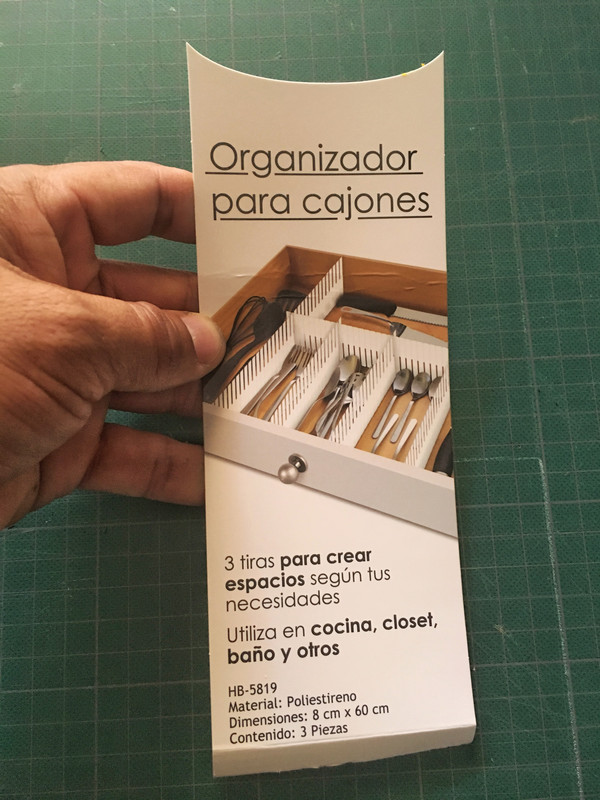 Organizador
para cajones
3 tiras para crear
espacios según tus
necesidades
Utiliza en cocina, closet,
baño y otros
HB-5819
Material: Poliestireno
Dimensiones: 8 cm x 60 cm
Contenido: 3 Piezas